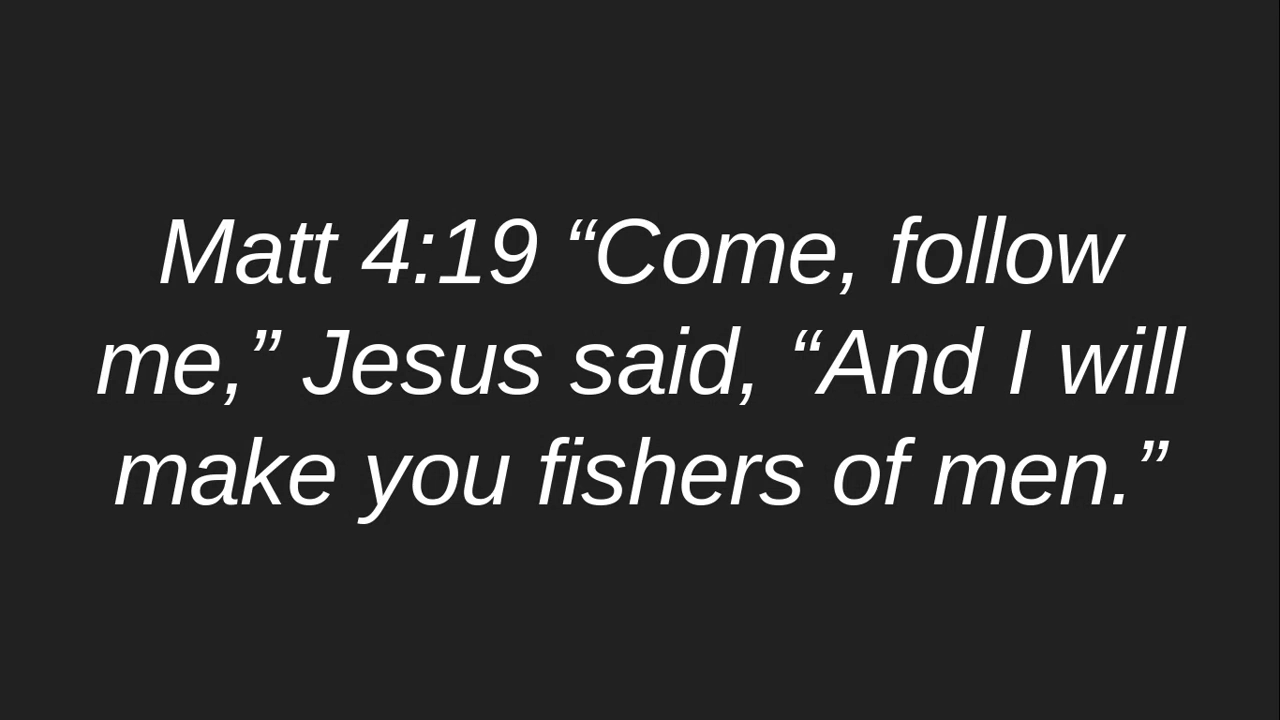 Matt 4:19 “Come, follow
me,” Jesus said, “And I will
make you fishers of men.”